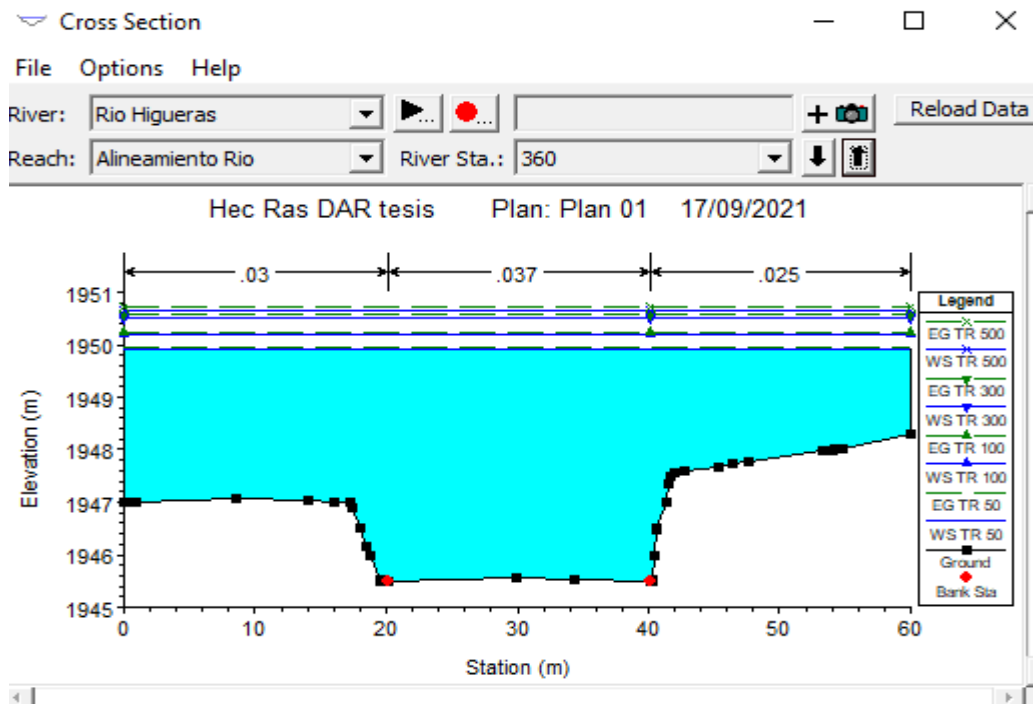 Cross Section
File Options Help
River: Rio Higueras ... ... + Reload Data
Reach: Alineamiento Rio River Sta.: 360
Hec Ras DAR tesis Plan: Plan 01 17/09/2021
.03 .037 .025
1951
1950
1949
1948
1947
1946
1945
Elevation (m)
0 20 30 40 50 60
Station (m)
Legend
EG TR 500
WS TR 500
EG TR 300
WS TR 300
EG TR 100
WS TR 100
EG TR 50
WS TR 50
Ground
Bank Sta